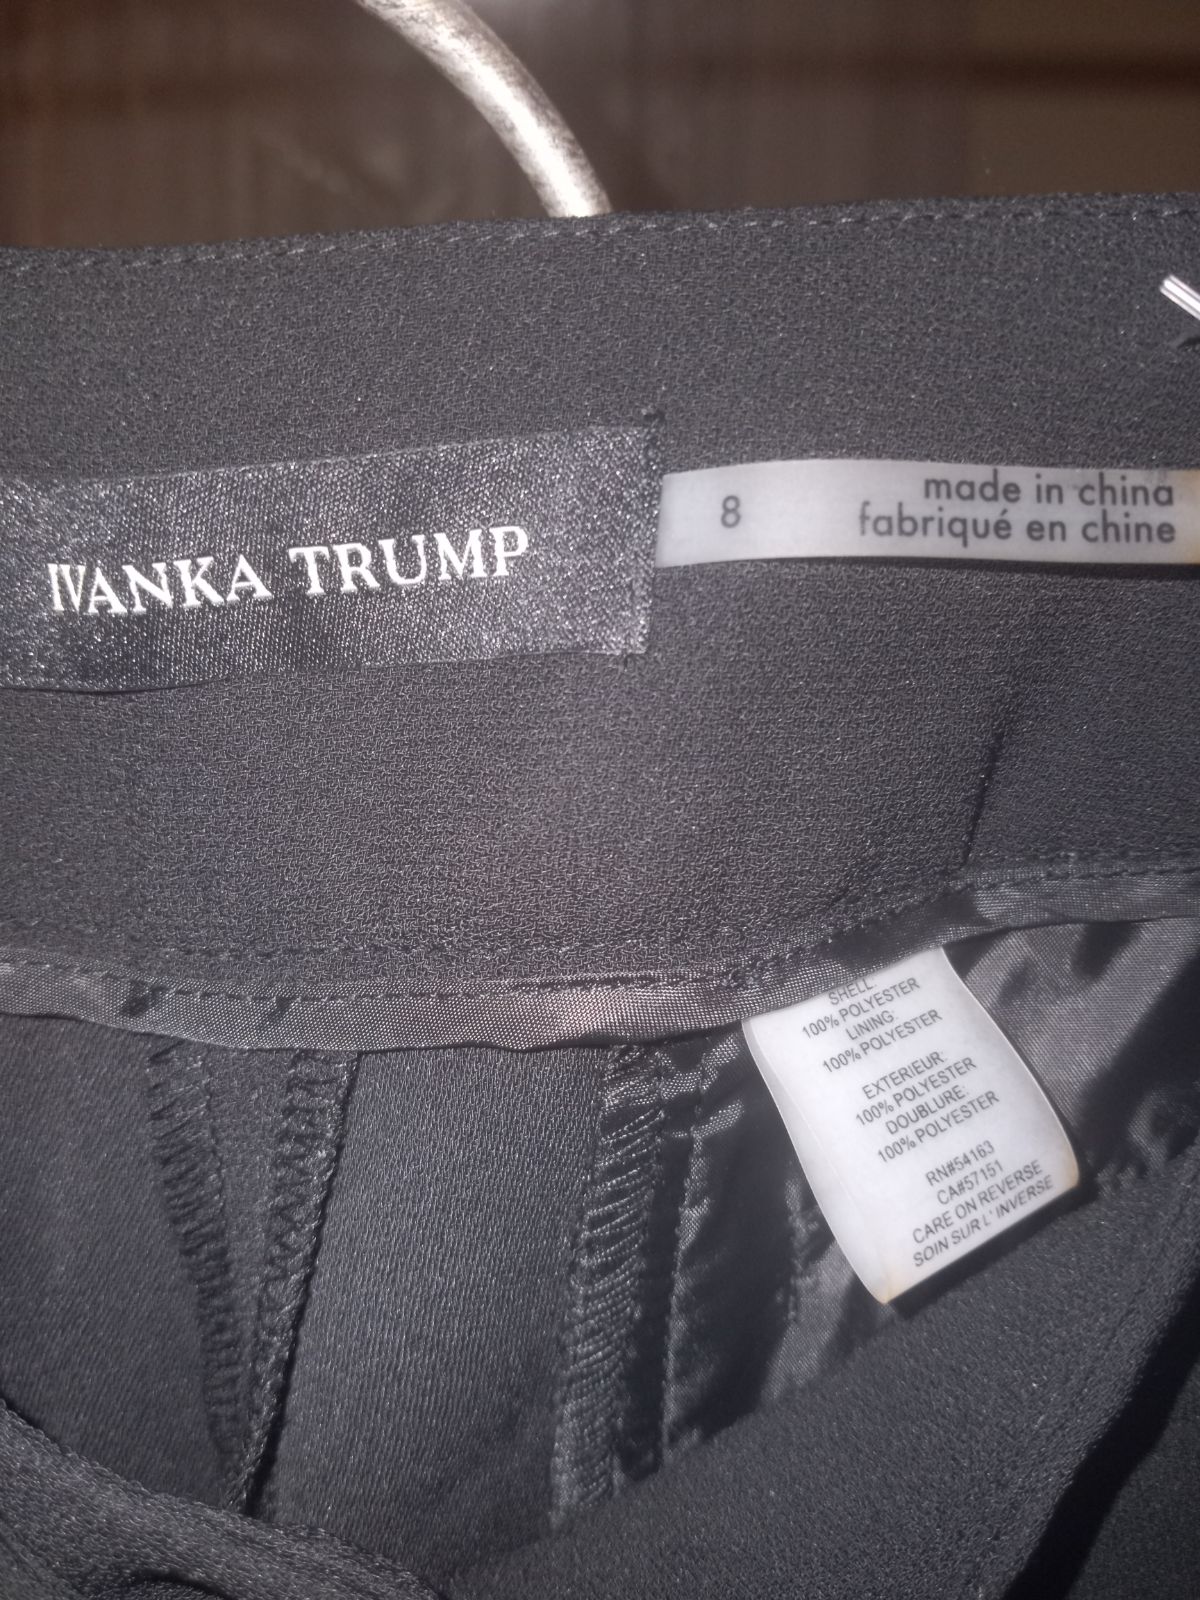 IVANKA TRUMP
8
made in china
fabriqué en chine
SHELL:
100% POLYESTER
LINING:
100% POLYESTER
EXTERIEUR:
100% POLYESTER
DOUBLURE:
100% POLYESTER
RN#54163
CA#57151
CARE ON REVERSE
SOIN SUR L'INVERSE